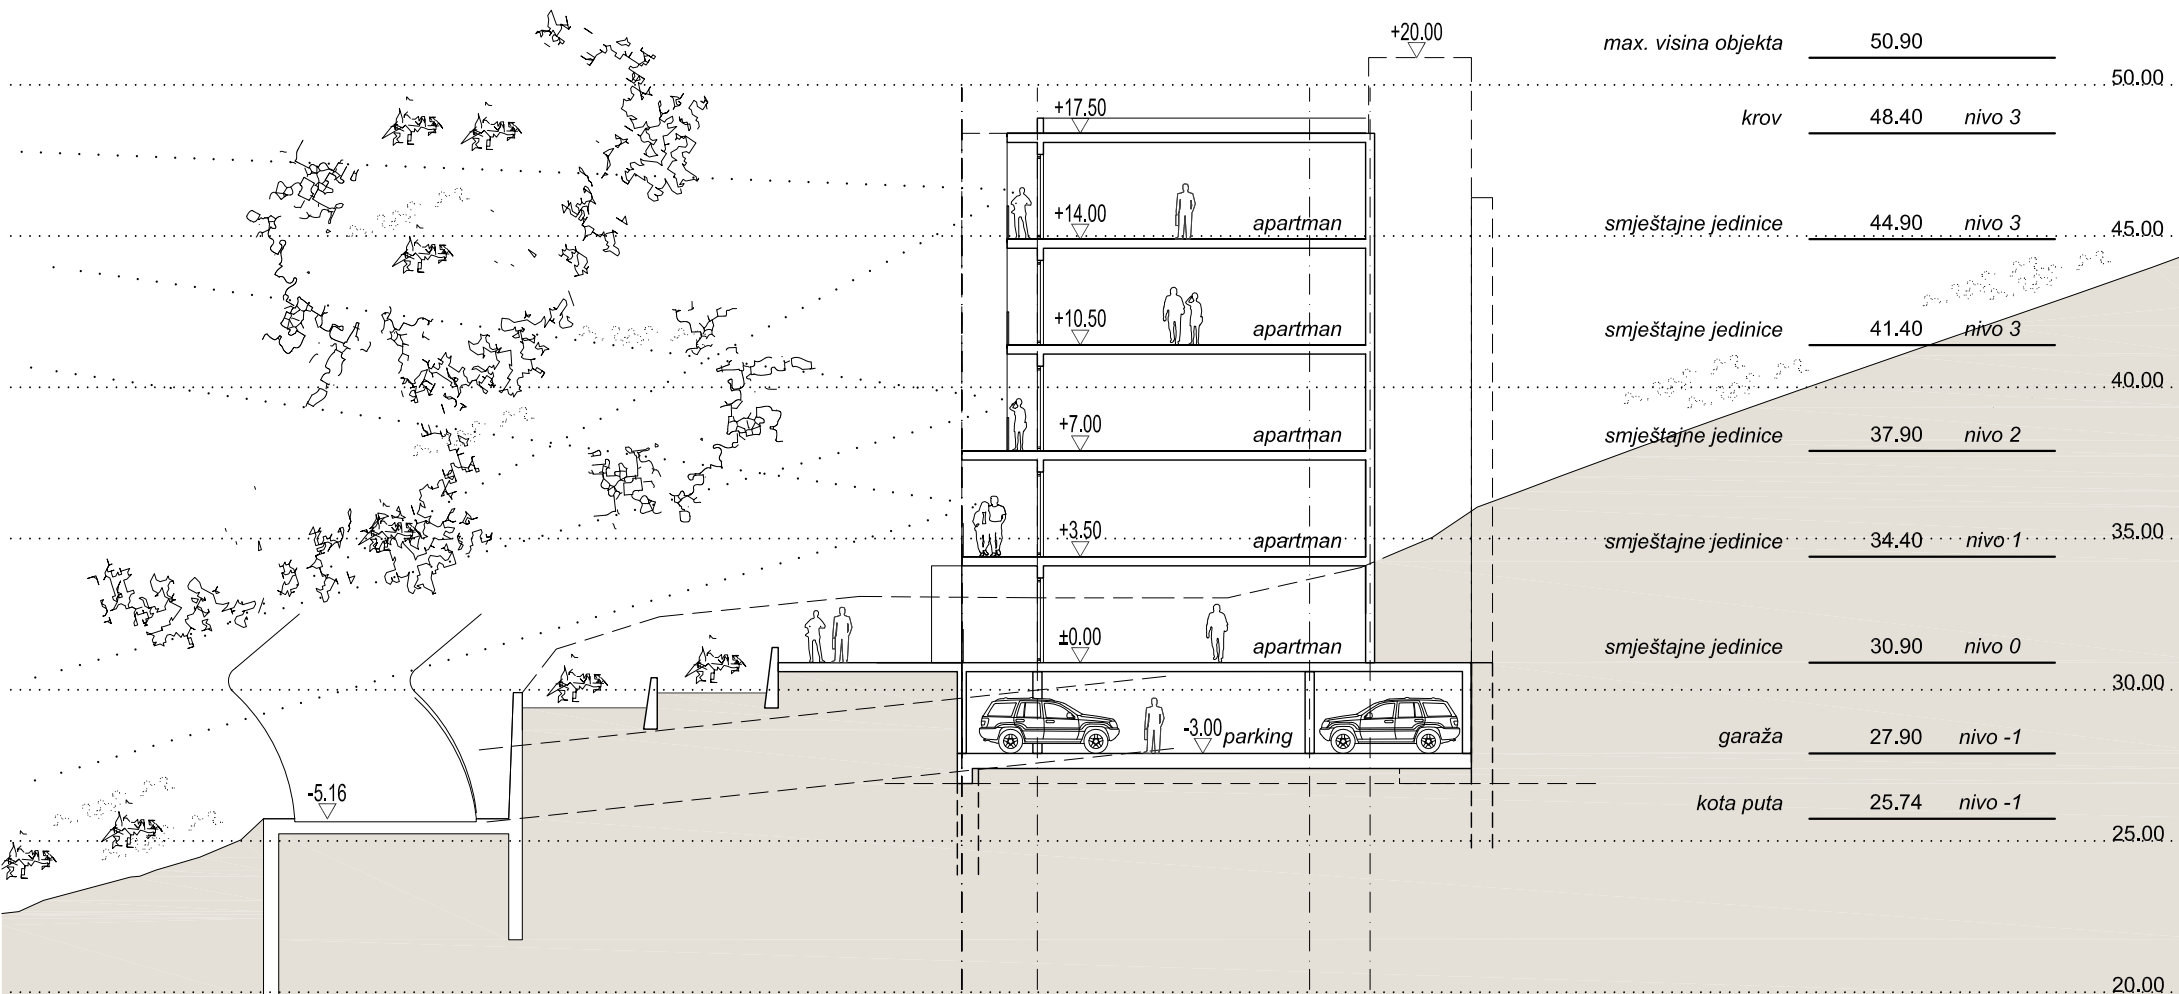 +20.00
max. visina objekta 50.90
50.00
+17.50
krov 48.40 nivo 3
+14.00 apartman
smještajne jedinice 44.90 nivo 3
45.00
+10.50 apartman
smještajne jedinice 41.40 nivo 3
40.00
+7.00 apartman
smještajne jedinice 37.90 nivo 2
+3.50 apartman
smještajne jedinice 34.40 nivo 1
35.00
±0.00 apartman
smještajne jedinice 30.90 nivo 0
30.00
-3.00 parking
garaža 27.90 nivo -1
-5.16
kota puta 25.74 nivo -1
25.00
20.00